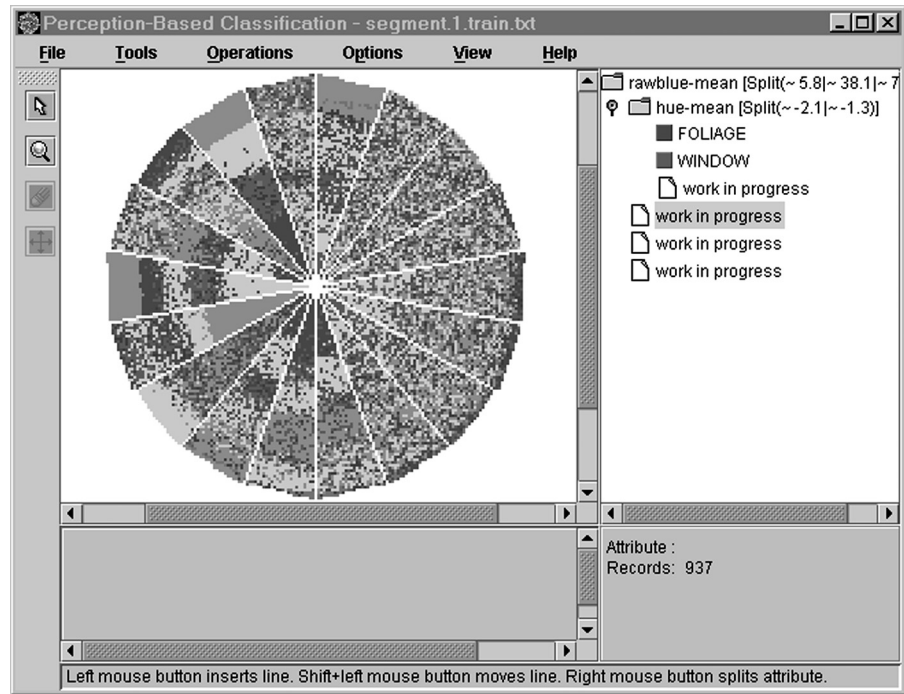 Perception-Based Classification - segment.1.train.txt
File Tools Operations Options View Help
rawblue-mean [Split(~ 5.8|~ 38.1|~ 7
hue-mean [Split(~ -2.1|~ -1.3)]
FOLIAGE
WINDOW
work in progress
work in progress
work in progress
work in progress
Attribute :
Records: 937
Left mouse button inserts line. Shift+left mouse button moves line. Right mouse button splits attribute.